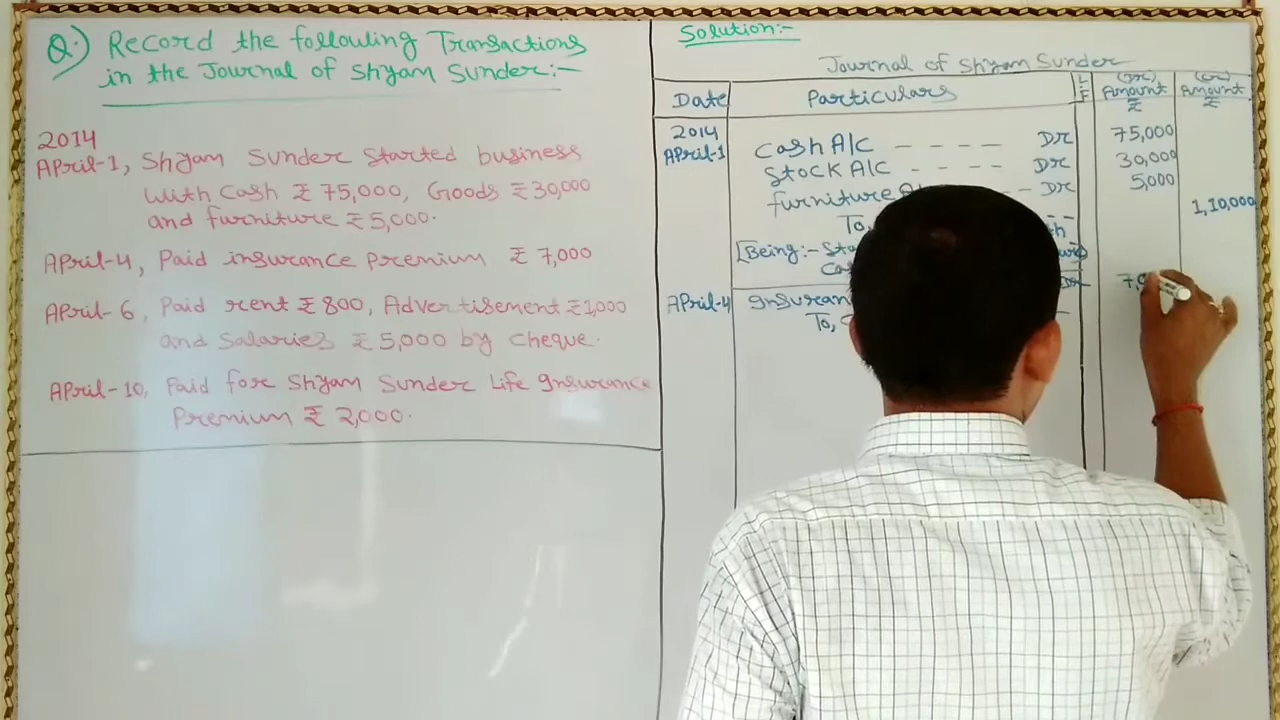 Q.) Record the following Transactions
in the Journal of Shyam Sunder:-
2014
April-1, Shyam Sunder Started business
with Cash ₹ 75,000, Goods ₹ 30,000
and furniture ₹ 5,000.
April-4, Paid insurance Premium ₹ 7,000
April-6, Paid rent ₹ 800, Advertisement ₹ 1,000
and Salaries ₹ 5,000 by Cheque.
April-10, Paid for Shyam Sunder Life Insurance
Premium ₹ 2,000.
Solution:-
Journal of Shyam Sunder
Date Particulars L.F (Dr) Amount ₹ (Cr) Amount ₹
2014
April-1 Cash A/c ---- Dr 75,000
Stock A/c ---- Dr 30,000
furniture -- Dr 5,000
To, -- 1,10,000
[Being:-
April-4 Dr
To,